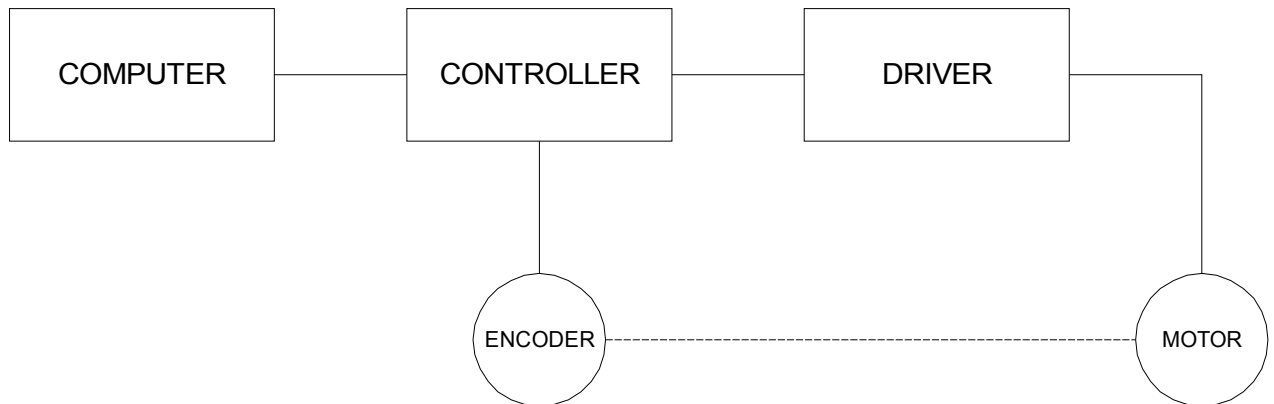 COMPUTER
CONTROLLER
DRIVER
ENCODER
MOTOR